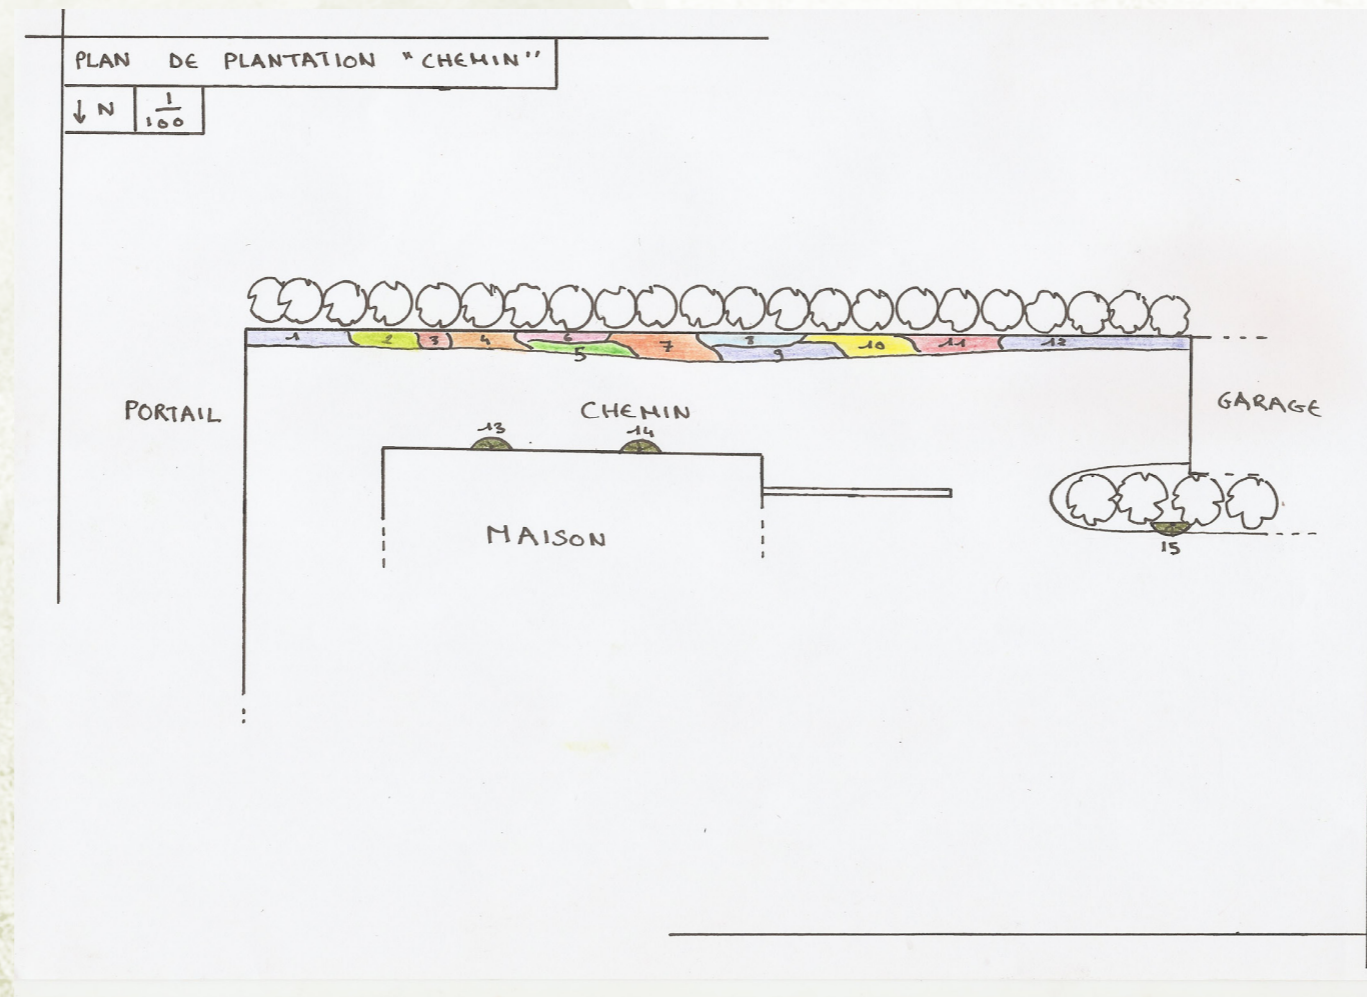 PLAN DE PLANTATION "CHEMIN"
↓ N 1/100
1 2 3 4 5 6 7 8 9 10 11 12
PORTAIL
CHEMIN
GARAGE
13 14
MAISON
15